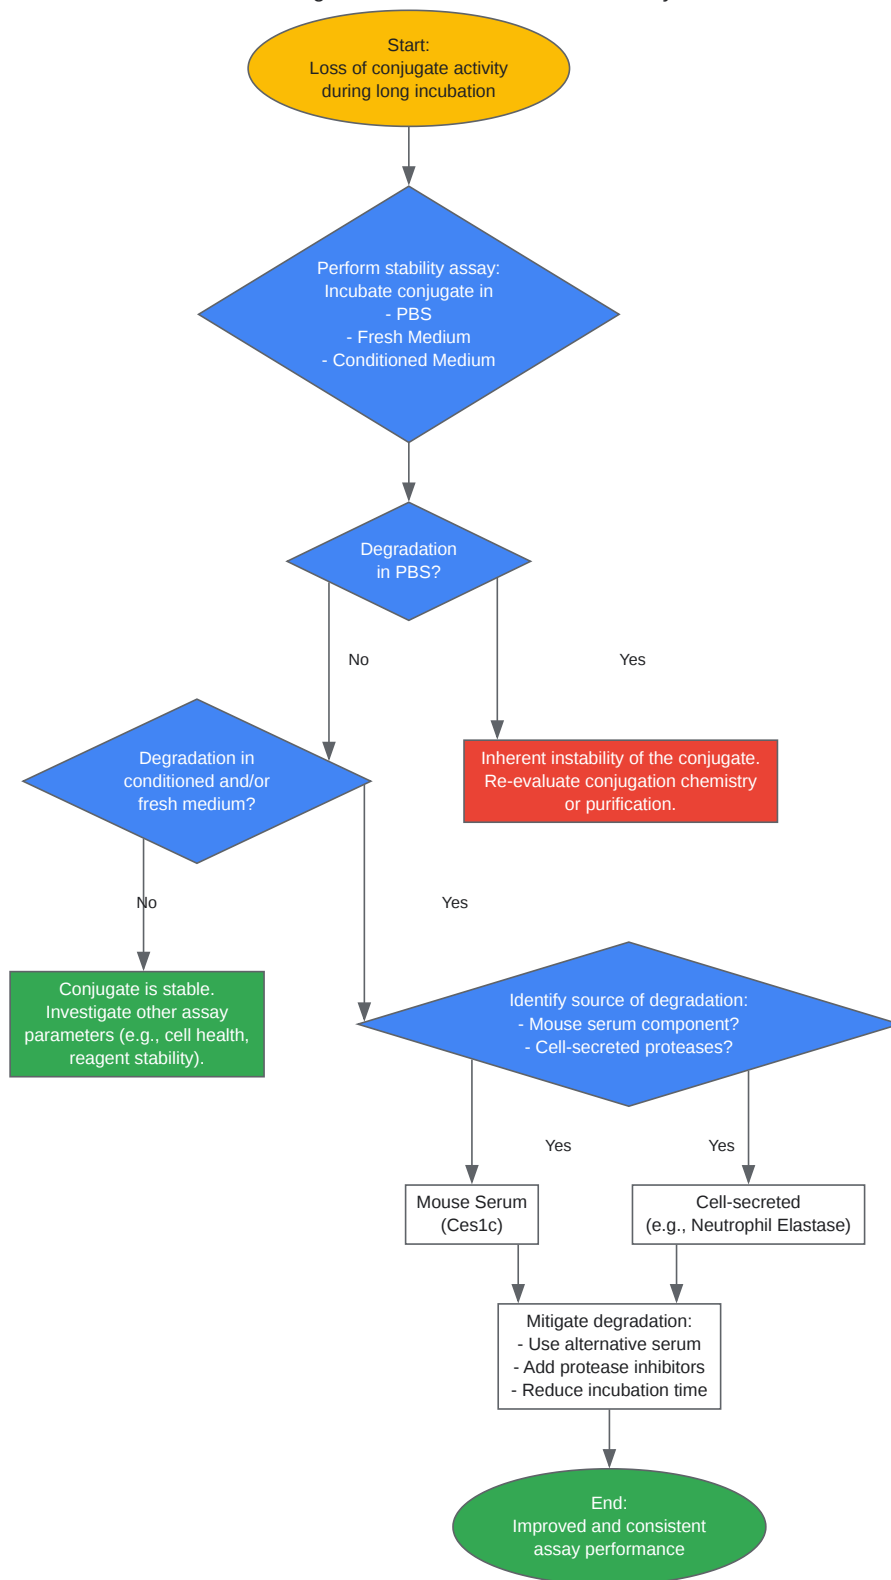 Start:
Loss of conjugate activity
during long incubation
Perform stability assay:
Incubate conjugate in
- PBS
- Fresh Medium
- Conditioned Medium
Degradation
in PBS?
No
Yes
Degradation in
conditioned and/or
fresh medium?
Inherent instability of the conjugate.
Re-evaluate conjugation chemistry
or purification.
No
Yes
Conjugate is stable.
Investigate other assay
parameters (e.g., cell health,
reagent stability).
Identify source of degradation:
- Mouse serum component?
- Cell-secreted proteases?
Yes
Yes
Mouse Serum
(Ces1c)
Cell-secreted
(e.g., Neutrophil Elastase)
Mitigate degradation:
- Use alternative serum
- Add protease inhibitors
- Reduce incubation time
End:
Improved and consistent
assay performance